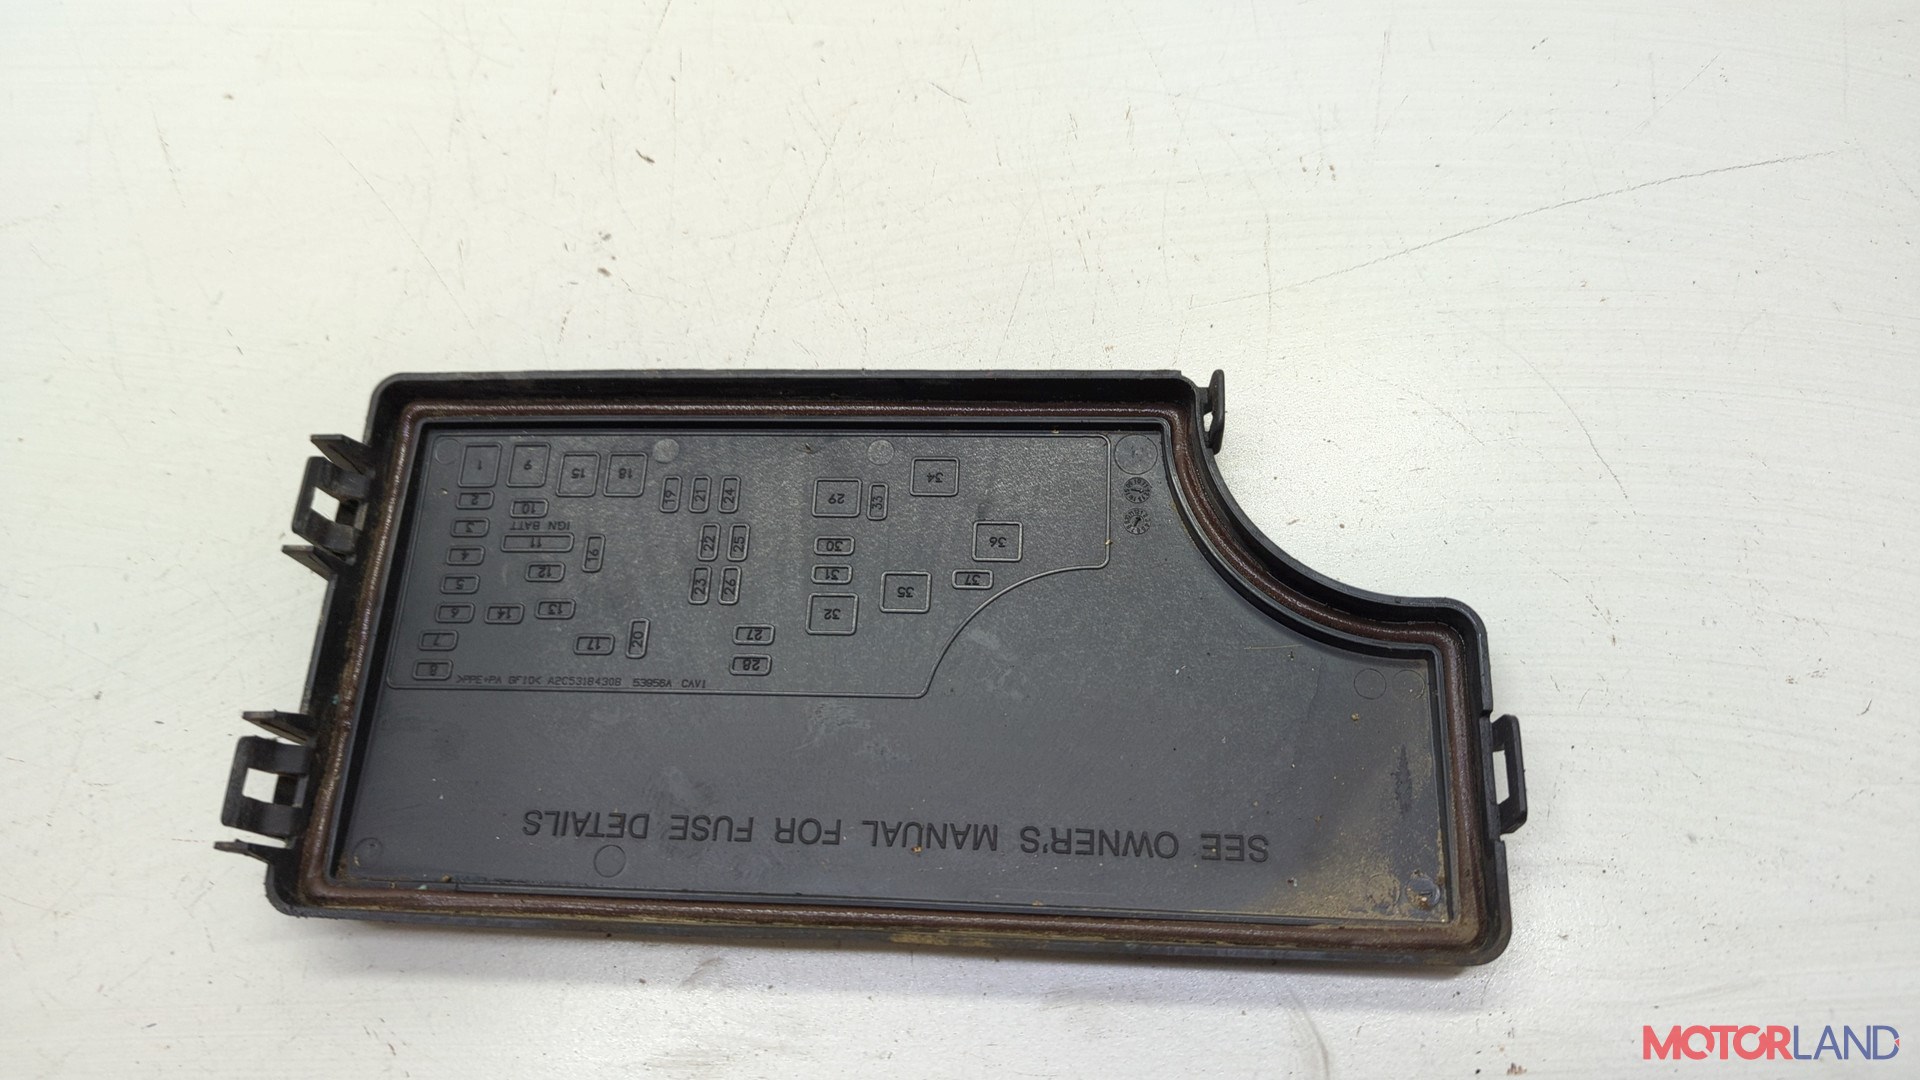 1 9 15 18 34
2 10 19 21 24 29 33
3 IGN BATT
11 16 22 25 30 36
4
5 12 23 26 31 35 37
6 14 13 32
7 17 20 27
8 28
>PPE+PA GF10< A2C53184308 53956A CAV1
SEE OWNER'S MANUAL FOR FUSE DETAILS
MOTORLAND